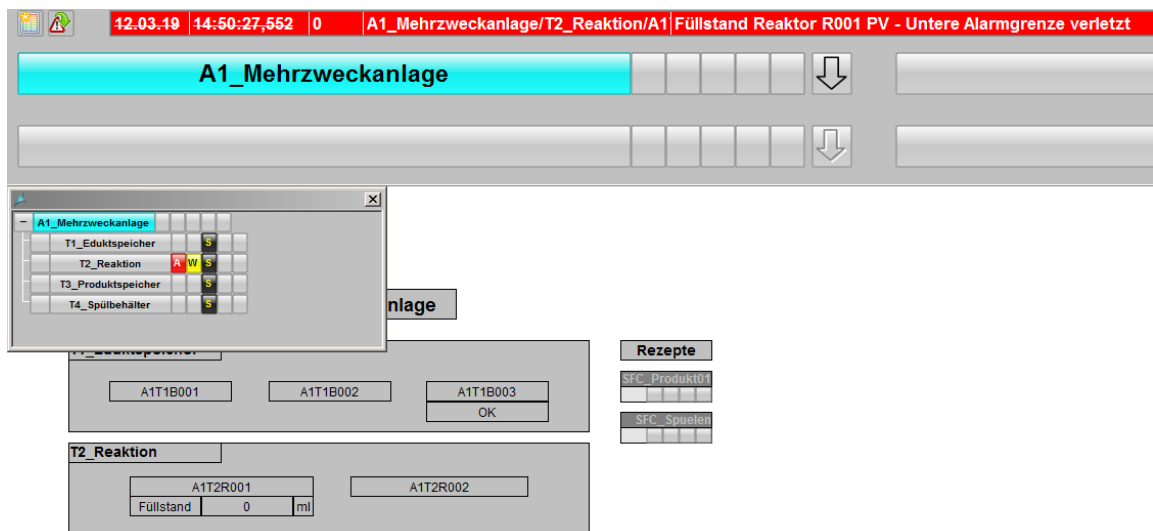 12.03.19 14:50:27,552 0 A1_Mehrzweckanlage/T2_Reaktion/A1 Füllstand Reaktor R001 PV - Untere Alarmgrenze verletzt
A1_Mehrzweckanlage
A1_Mehrzweckanlage
T1_Eduktspeicher S
T2_Reaktion A W S
T3_Produktspeicher S
T4_Spülbehälter S
nlage
T1_Eduktspeicher
Rezepte
A1T1B001 A1T1B002 A1T1B003
OK
SFC_Produkt01
SFC_Spuelen
T2_Reaktion
A1T2R001 A1T2R002
Füllstand 0 ml